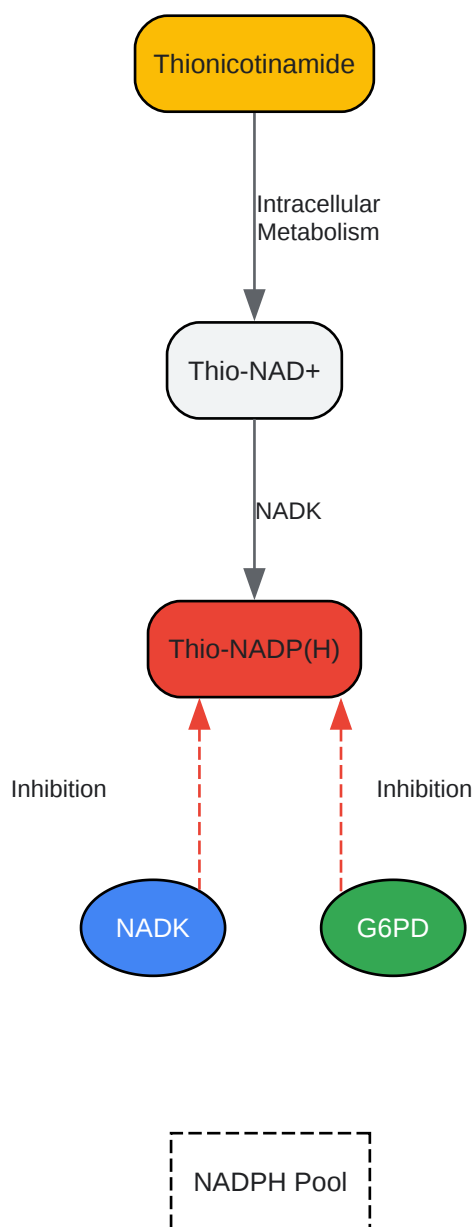 Thionicotinamide
Intracellular
Metabolism
Thio-NAD+
NADK
Thio-NADP(H)
Inhibition
Inhibition
NADK
G6PD
NADPH Pool